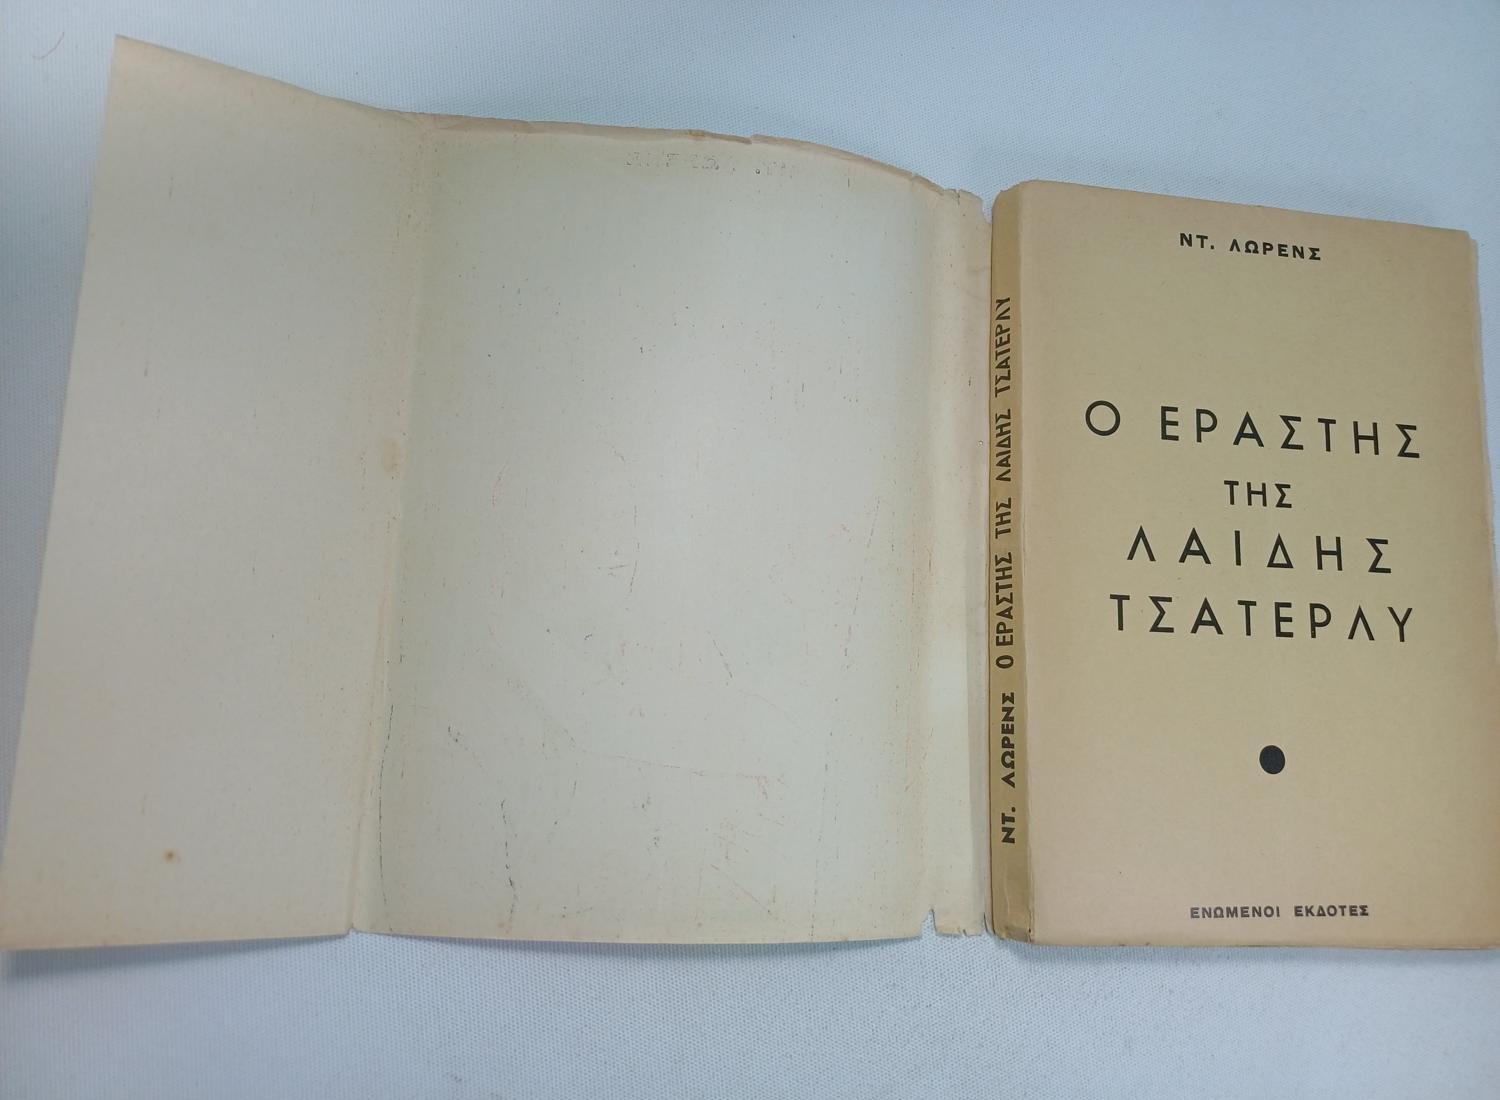 ΝΤ. ΛΩΡΕΝΣ Ο ΕΡΑΣΤΗΣ ΤΗΣ ΛΑΙΔΗΣ ΤΣΑΤΕΡΛΥ
ΝΤ. ΛΩΡΕΝΣ
Ο ΕΡΑΣΤΗΣ
ΤΗΣ
ΛΑΙΔΗΣ
ΤΣΑΤΕΡΛΥ
ΕΝΩΜΕΝΟΙ ΕΚΔΟΤΕΣ